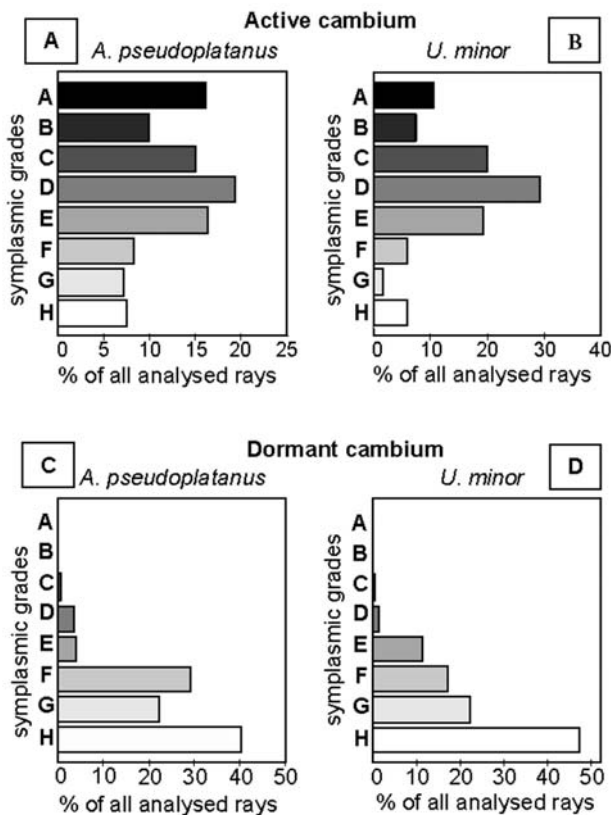 Active cambium
A
A. pseudoplatanus
symplasmic grades
A
B
C
D
E
F
G
H
0 5 10 15 20 25
% of all analysed rays
B
U. minor
symplasmic grades
A
B
C
D
E
F
G
H
0 10 20 30 40
% of all analysed rays
Dormant cambium
C
A. pseudoplatanus
symplasmic grades
A
B
C
D
E
F
G
H
0 10 20 30 40 50
% of all analysed rays
D
U. minor
symplasmic grades
A
B
C
D
E
F
G
H
0 10 20 30 40 50
% of all analysed rays